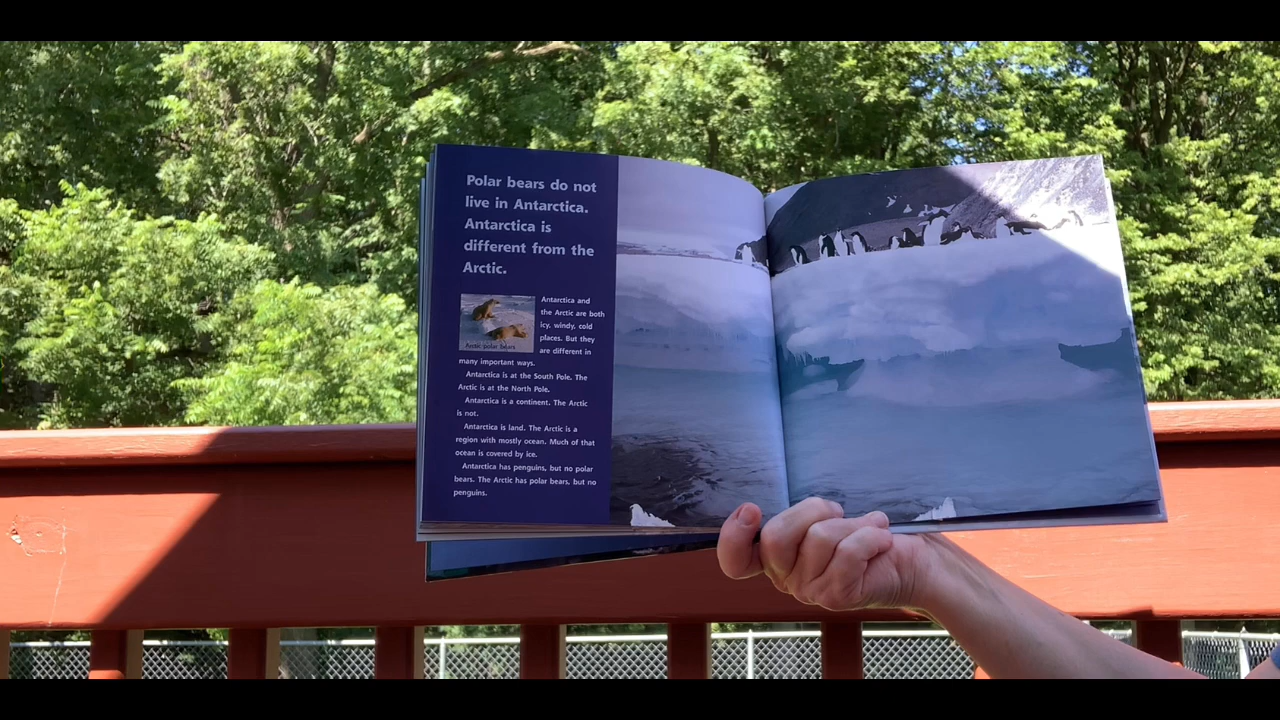 Polar bears do not
live in Antarctica.
Antarctica is
different from the
Arctic.
Arctic polar bears
Antarctica and
the Arctic are both
icy, windy, cold
places. But they
are different in
many important ways.
Antarctica is at the South Pole. The
Arctic is at the North Pole.
Antarctica is a continent. The Arctic
is not.
Antarctica is land. The Arctic is a
region with mostly ocean. Much of that
ocean is covered by ice.
Antarctica has penguins, but no polar
bears. The Arctic has polar bears, but no
penguins.